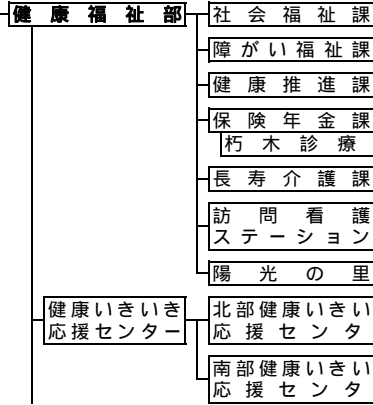 健康福祉部
社会福祉課
障がい福祉課
健康推進課
保険年金課
朽木診療
長寿介護課
訪問看護
ステーション
陽光の里
健康いきいき
応援センター
北部健康いきい
応援センタ
南部健康いきい
応援センタ